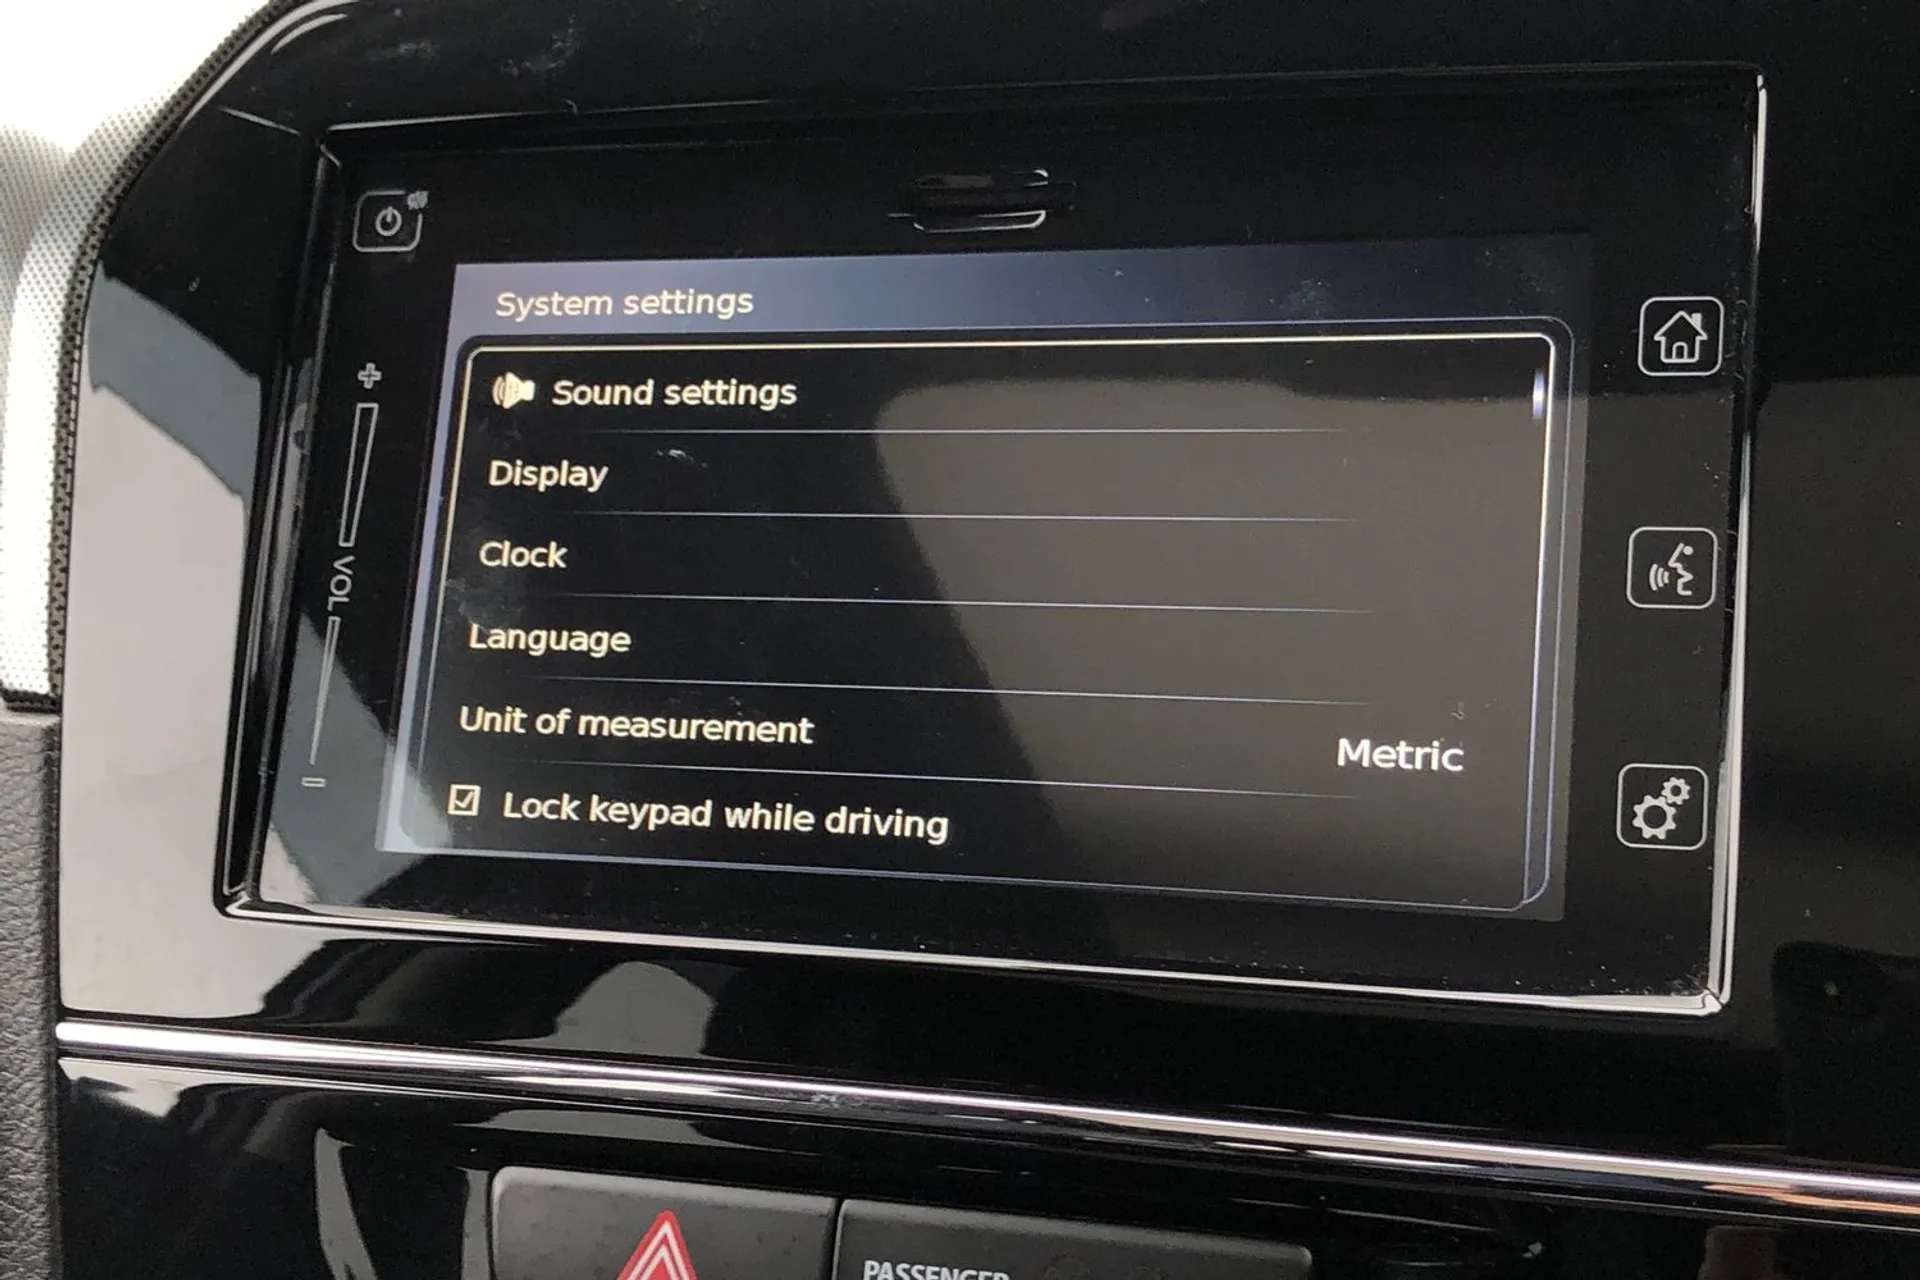 System settings
Sound settings
Display
Clock
Language
Unit of measurement
Metric
Lock keypad while driving
VOL
PASSENGER